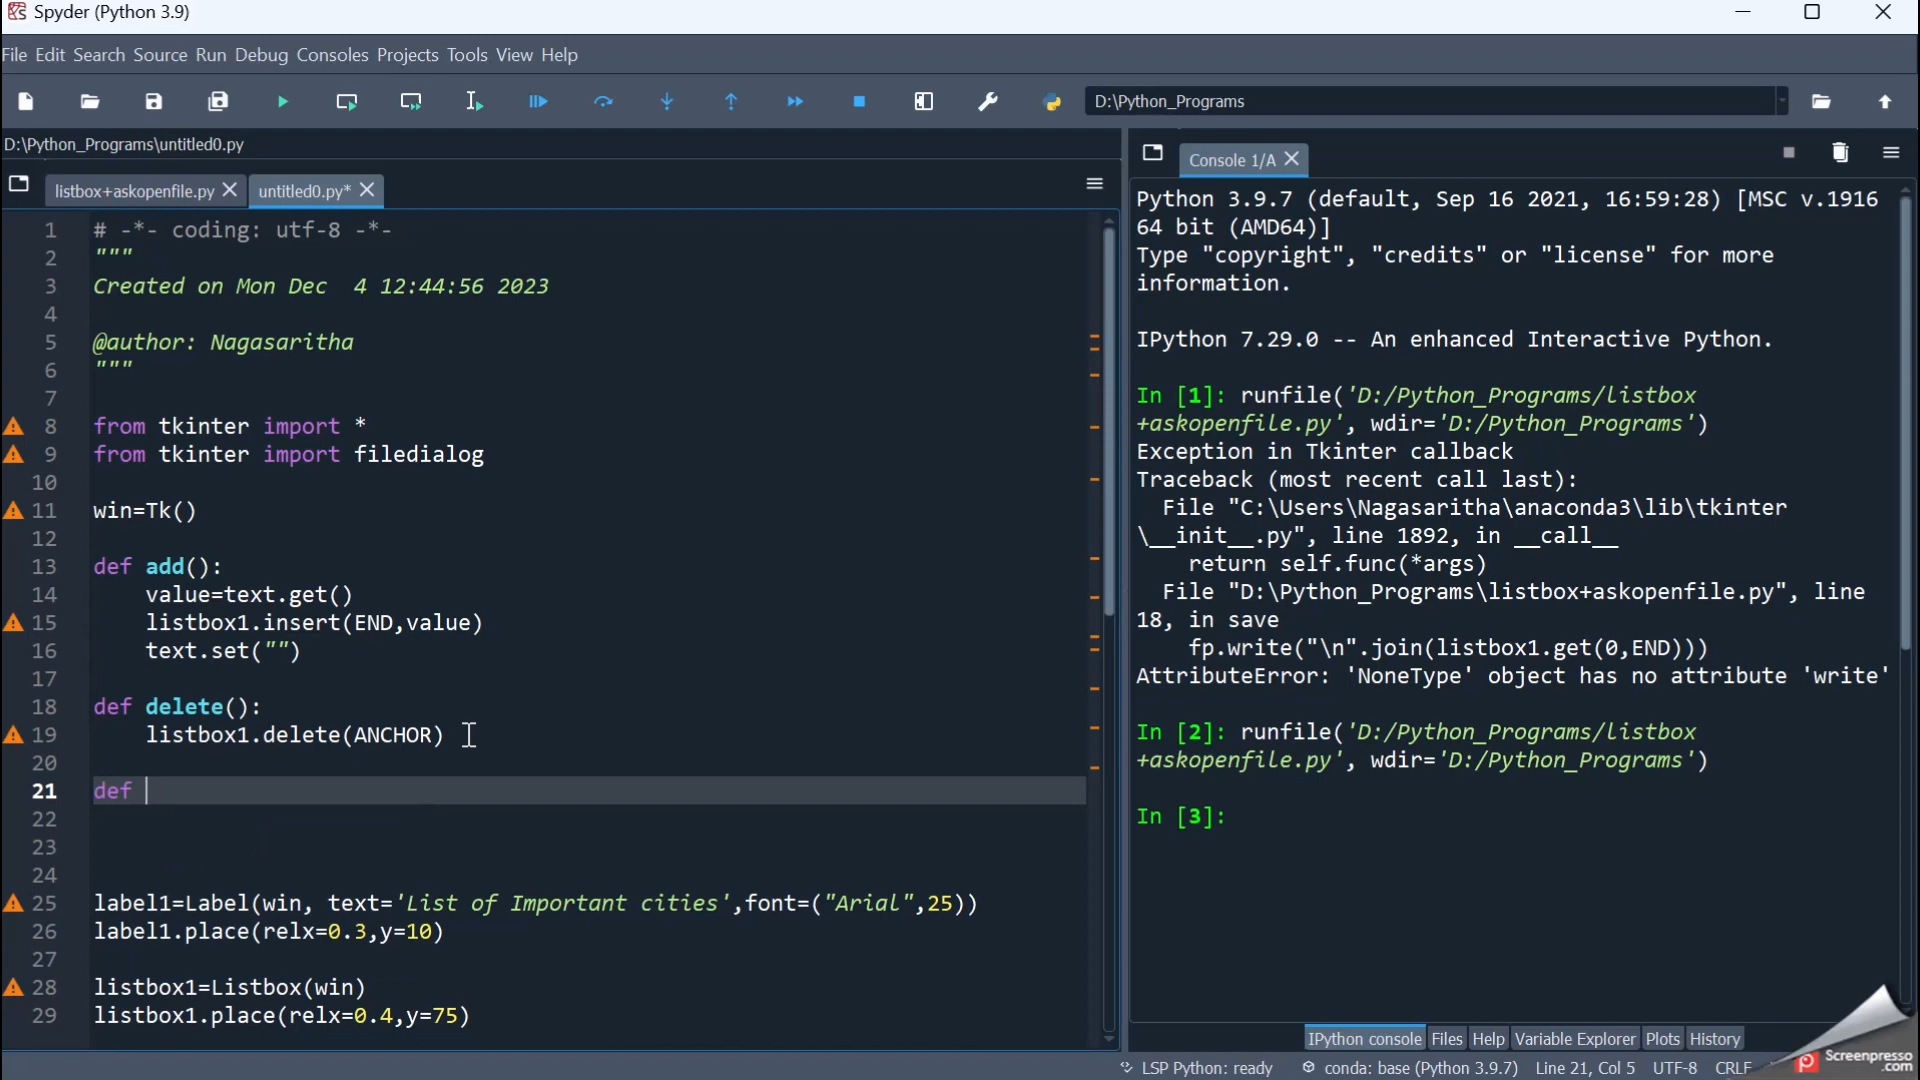 Spyder (Python 3.9)
File Edit Search Source Run Debug Consoles Projects Tools View Help
D:\Python_Programs
D:\Python_Programs\untitled0.py
listbox+askopenfile.py
untitled0.py*
1 # -*- coding: utf-8 -*-
2 """
3 Created on Mon Dec  4 12:44:56 2023
4
5 @author: Nagasaritha
6 """
7
8 from tkinter import *
9 from tkinter import filedialog
10
11 win=Tk()
12
13 def add():
14     value=text.get()
15     listbox1.insert(END,value)
16     text.set("")
17
18 def delete():
19     listbox1.delete(ANCHOR)
20
21 def
22
23
24
25 label1=Label(win, text='List of Important cities',font=("Arial",25))
26 label1.place(relx=0.3,y=10)
27
28 listbox1=Listbox(win)
29 listbox1.place(relx=0.4,y=75)
Console 1/A
Python 3.9.7 (default, Sep 16 2021, 16:59:28) [MSC v.1916
64 bit (AMD64)]
Type "copyright", "credits" or "license" for more
information.
IPython 7.29.0 -- An enhanced Interactive Python.
In [1]: runfile('D:/Python_Programs/listbox
+askopenfile.py', wdir='D:/Python_Programs')
Exception in Tkinter callback
Traceback (most recent call last):
  File "C:\Users\Nagasaritha\anaconda3\lib\tkinter
\__init__.py", line 1892, in __call__
    return self.func(*args)
  File "D:\Python_Programs\listbox+askopenfile.py", line
18, in save
    fp.write("\n".join(listbox1.get(0,END)))
AttributeError: 'NoneType' object has no attribute 'write'
In [2]: runfile('D:/Python_Programs/listbox
+askopenfile.py', wdir='D:/Python_Programs')
In [3]:
IPython console Files Help Variable Explorer Plots History
LSP Python: ready conda: base (Python 3.9.7) Line 21, Col 5 UTF-8 CRLF
Screenpresso
.com